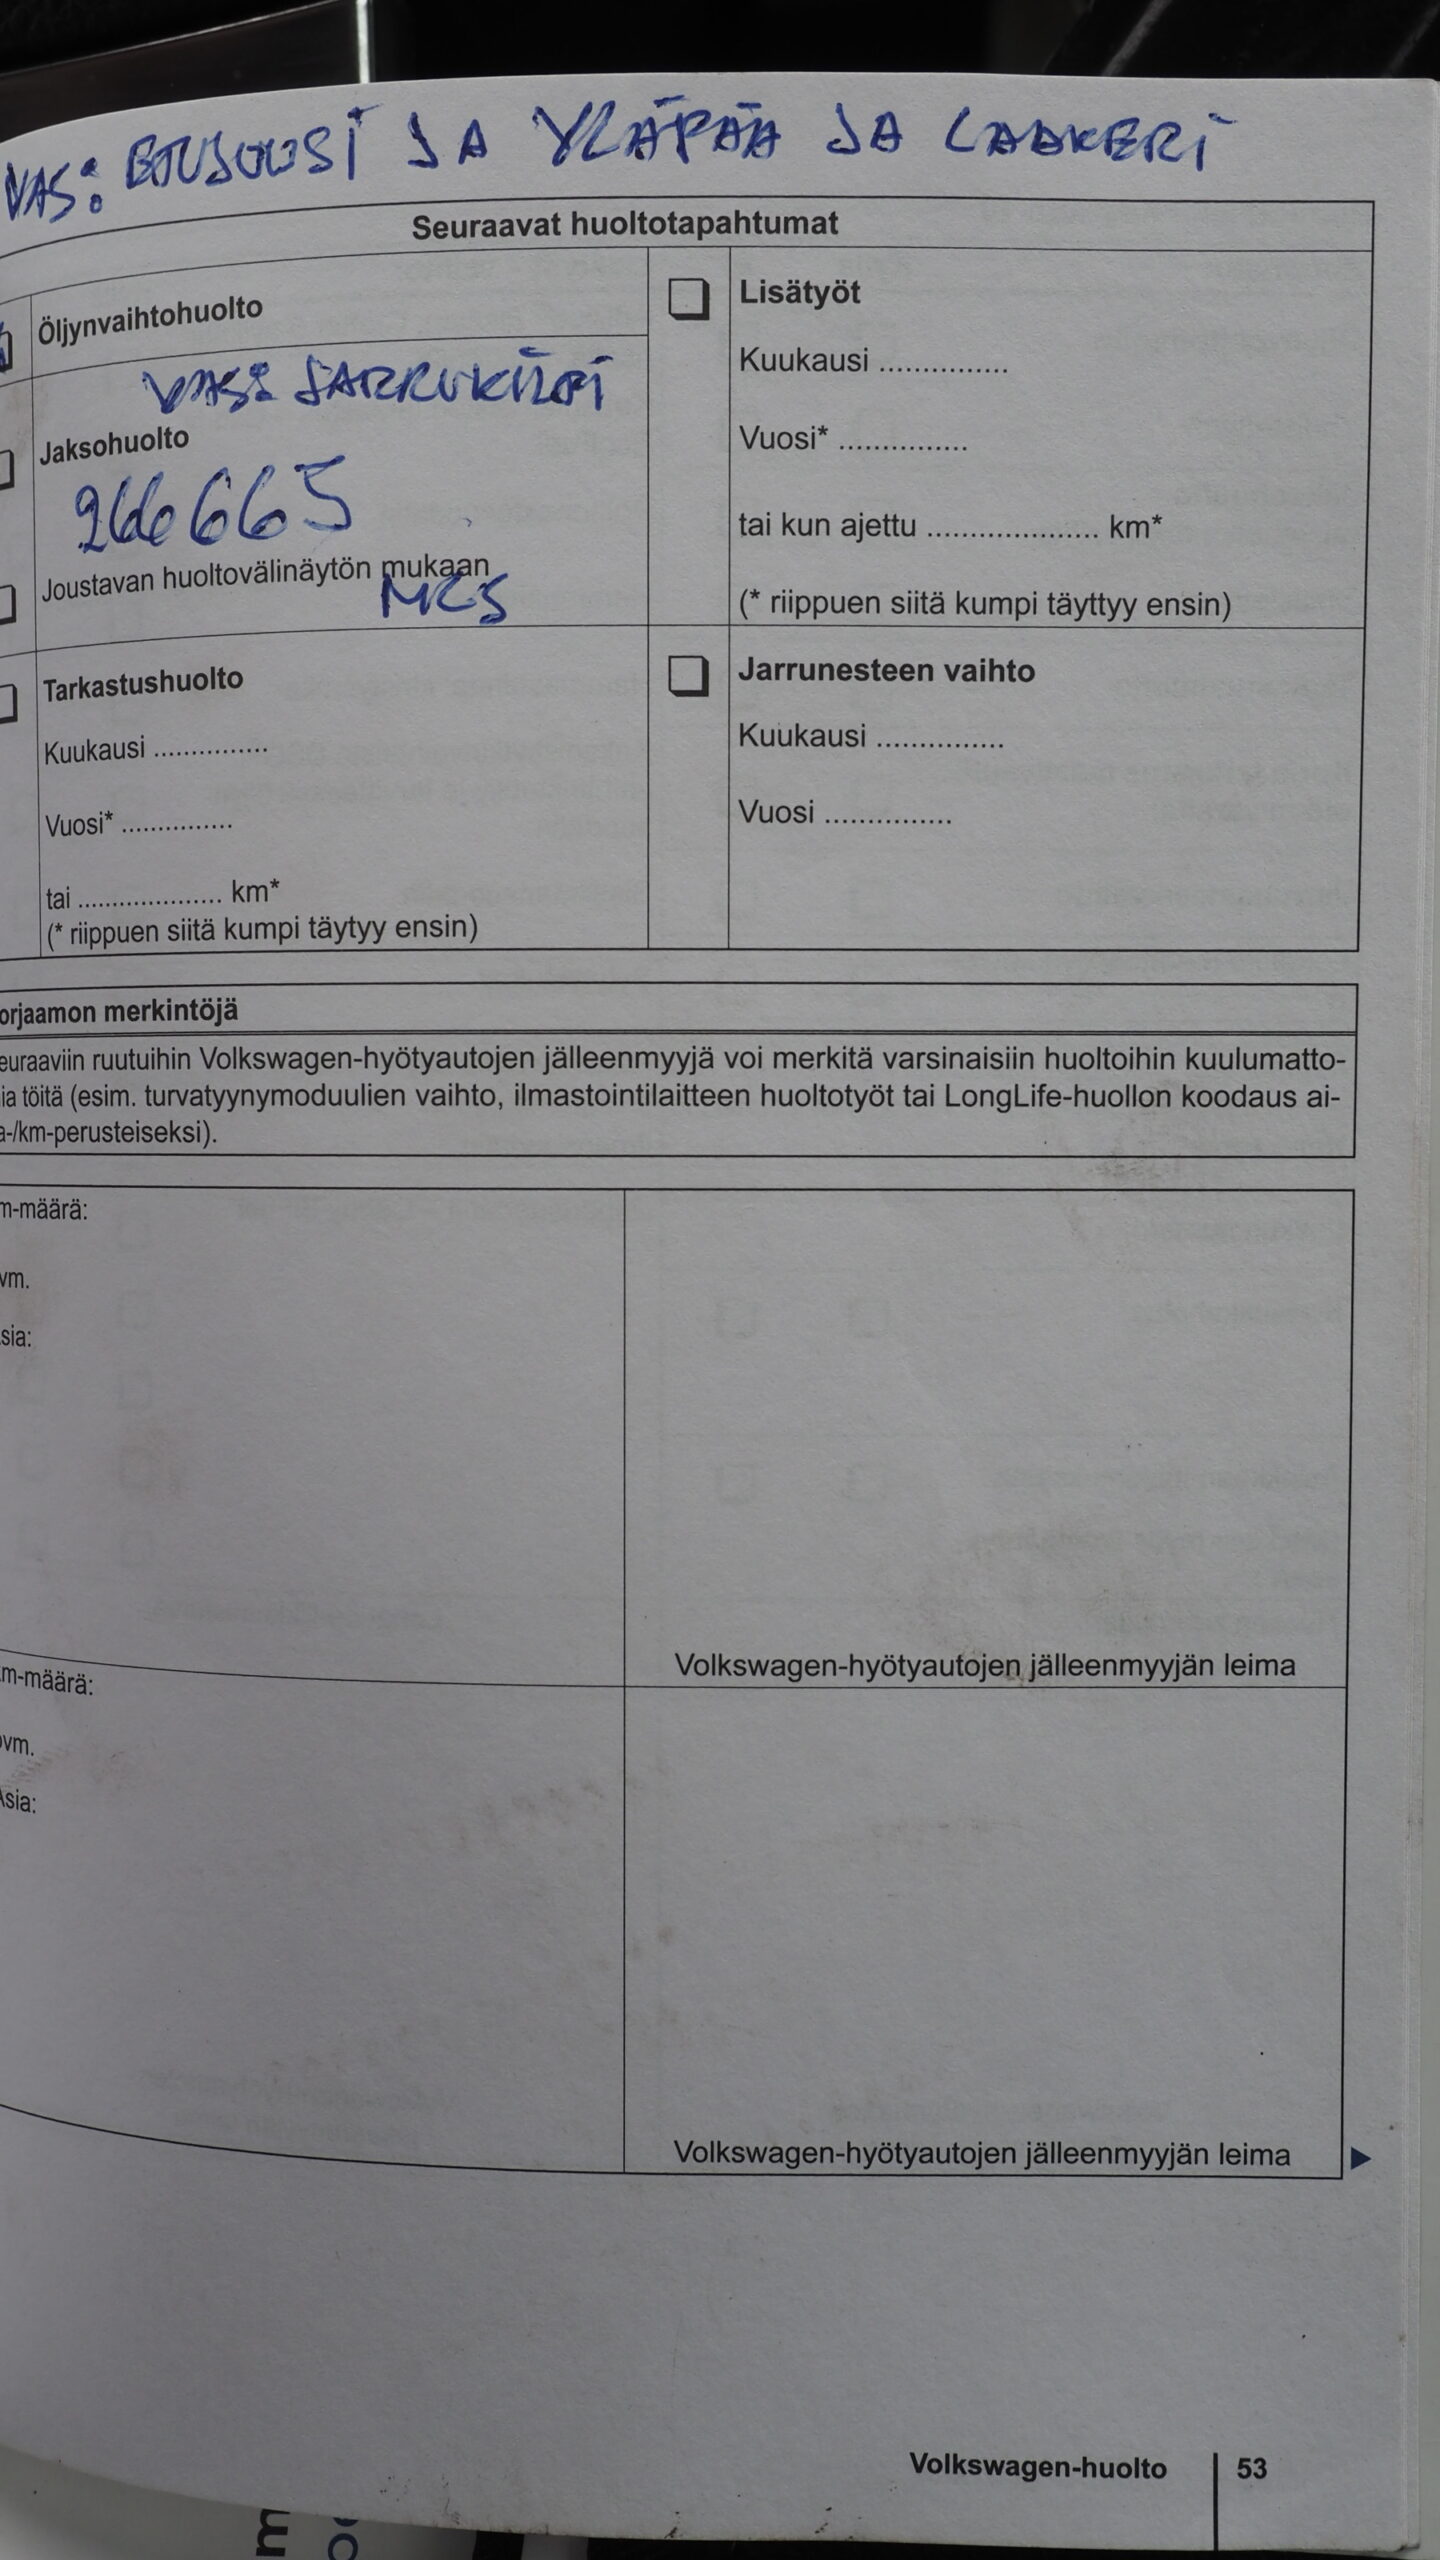 VAS: ETUJOUSI JA YLÄPÄÄ JA LAAKERI
Seuraavat huoltotapahtumat
Öljynvaihtohuolto
VAS: JARRUKILPI
Jaksohuolto
266665
Joustavan huoltovälinäytön mukaan
Tarkastushuolto
Kuukausi ...............
Vuosi* ...............
tai .................... km*
(* riippuen siitä kumpi täytyy ensin)
Lisätyöt
Kuukausi ...............
Vuosi* ...............
tai kun ajettu .................... km*
(* riippuen siitä kumpi täyttyy ensin)
Jarrunesteen vaihto
Kuukausi ...............
Vuosi ...............
orjaamon merkintöjä
euraaviin ruutuihin Volkswagen-hyötyautojen jälleenmyyjä voi merkitä varsinaisiin huoltoihin kuulumatto-
ia töitä (esim. turvatyynymoduulien vaihto, ilmastointilaitteen huoltotyöt tai LongLife-huollon koodaus ai-
a-/km-perusteiseksi).
m-määrä:
vm.
sia:
Volkswagen-hyötyautojen jälleenmyyjän leima
m-määrä:
vm.
Asia:
Volkswagen-hyötyautojen jälleenmyyjän leima
Volkswagen-huolto 53